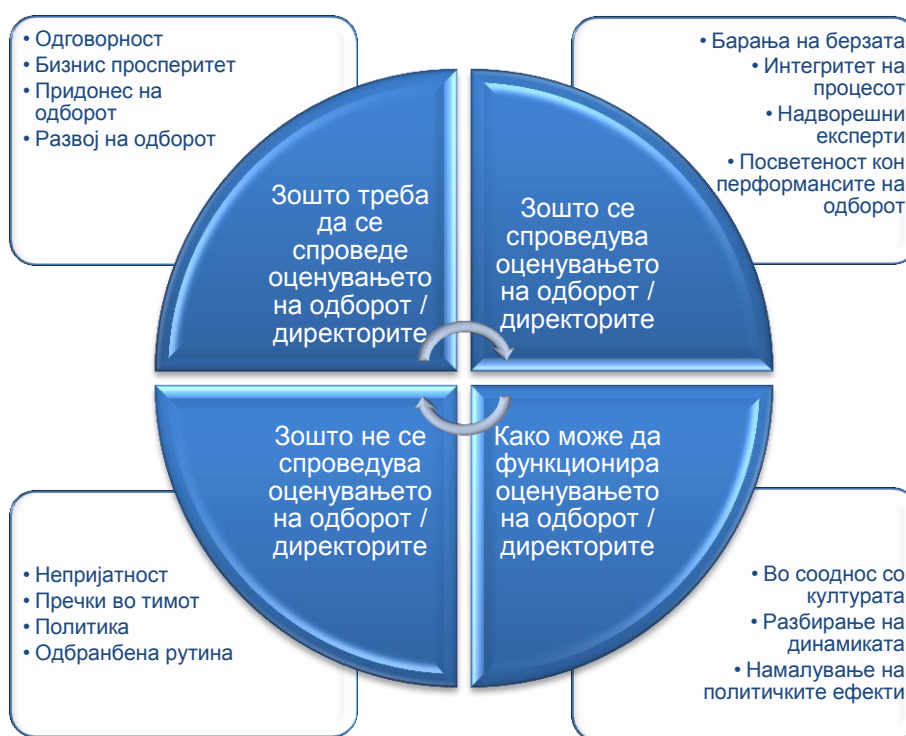 • Одговорност
• Бизнис просперитет
• Придонес на
одборот
• Развој на одборот
• Барања на берзата
• Интегритет на
процесот
• Надворешни
експерти
• Посветеност кон
перформансите на
одборот
Зошто треба
да се
спроведе
оценувањето
на одборот /
директорите
Зошто се
спроведува
оценувањето
на одборот /
директорите
Зошто не се
спроведува
оценувањето
на одборот /
директорите
Како може да
функционира
оценувањето
на одборот /
директорите
• Непријатност
• Пречки во тимот
• Политика
• Одбранбена рутина
• Во сооднос со
културата
• Разбирање на
динамиката
• Намалување на
политичките ефекти